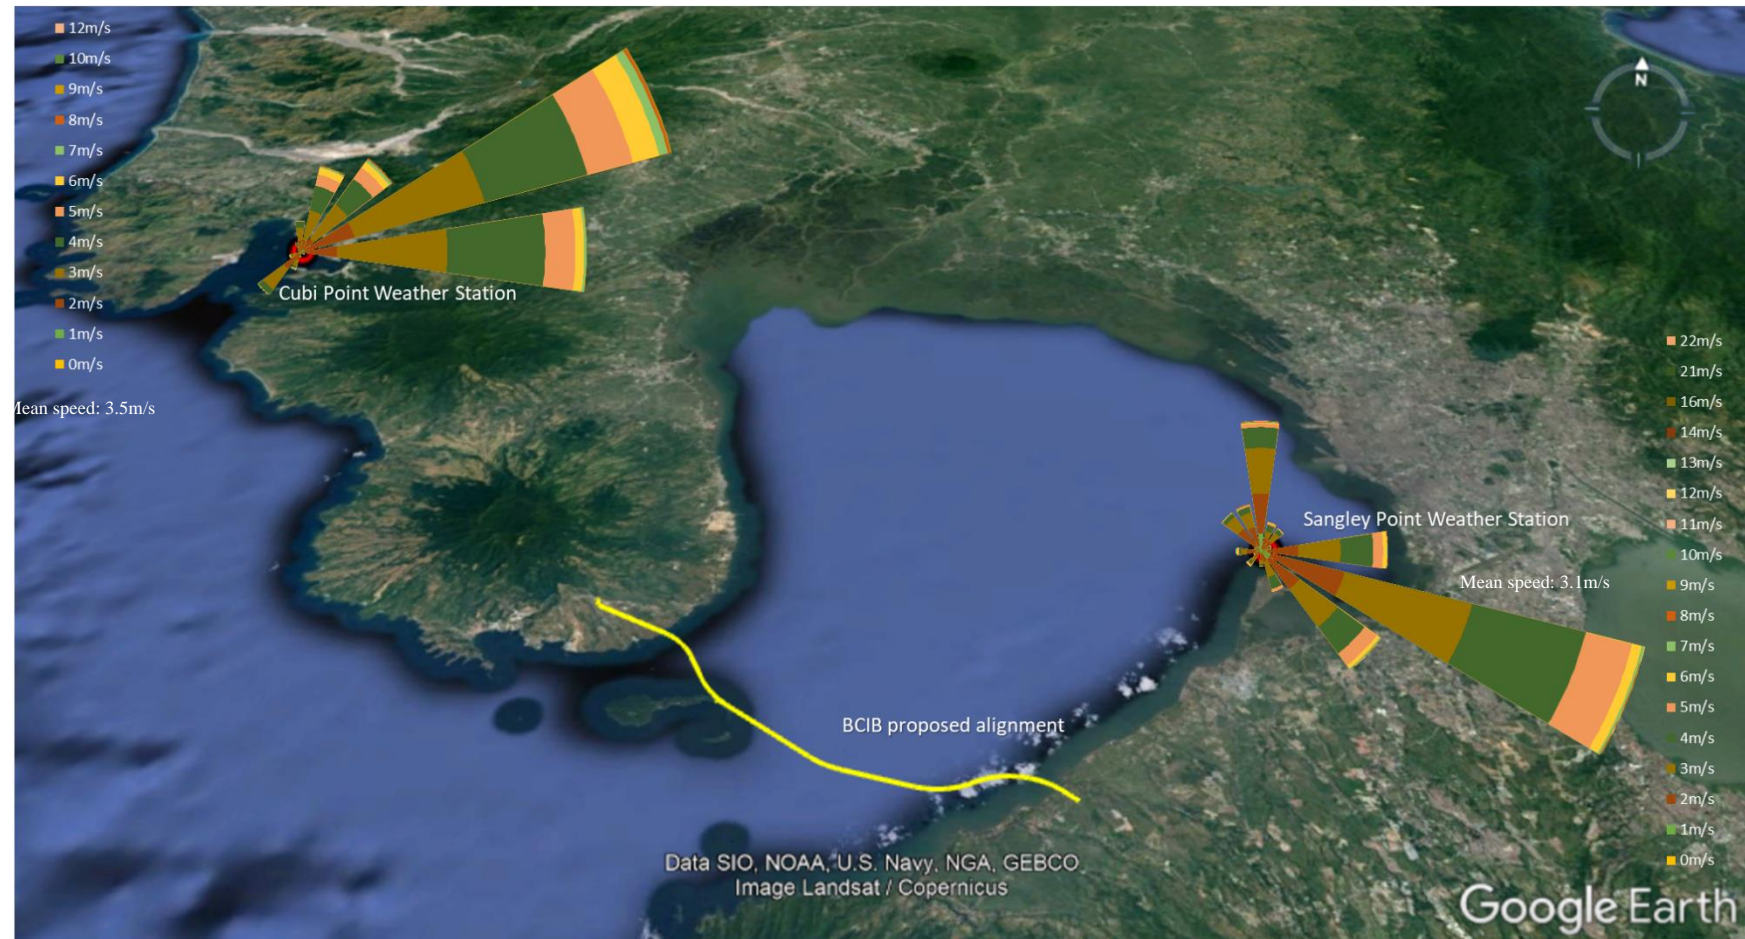 12m/s
10m/s
9m/s
8m/s
7m/s
6m/s
5m/s
4m/s
3m/s
2m/s
1m/s
0m/s
Mean speed: 3.5m/s
Cubi Point Weather Station
N
22m/s
21m/s
16m/s
14m/s
13m/s
12m/s
11m/s
10m/s
9m/s
8m/s
7m/s
6m/s
5m/s
4m/s
3m/s
2m/s
1m/s
0m/s
Sangley Point Weather Station
Mean speed: 3.1m/s
BCIB proposed alignment
Data SIO, NOAA, U.S. Navy, NGA, GEBCO
Image Landsat / Copernicus
Google Earth